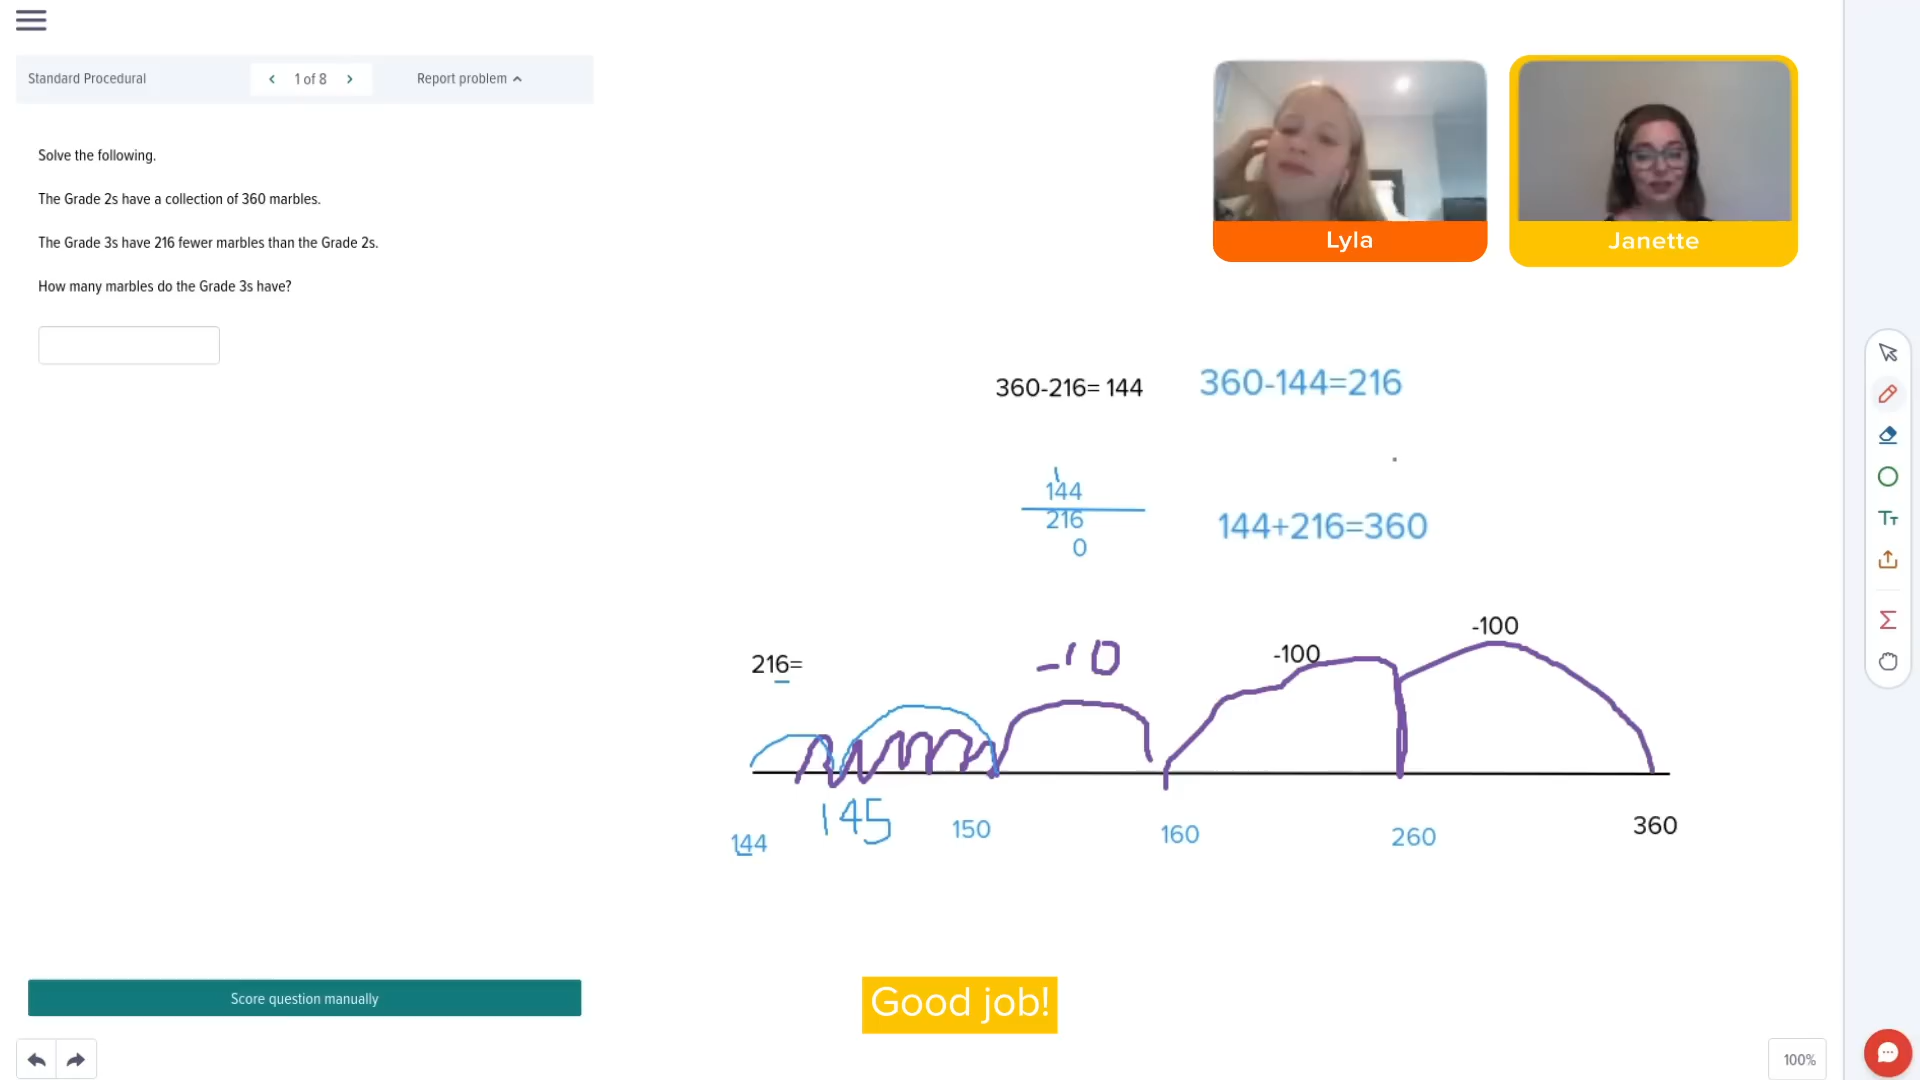 Standard Procedural
1 of 8
Report problem
Solve the following.
The Grade 2s have a collection of 360 marbles.
The Grade 3s have 216 fewer marbles than the Grade 2s.
How many marbles do the Grade 3s have?
Lyla
Janette
360-216= 144
360-144=216
1
144
216
0
144+216=360
216=
-10
-100
-100
144
145
150
160
260
360
Good job!
Score question manually
100%
Tт
Σ